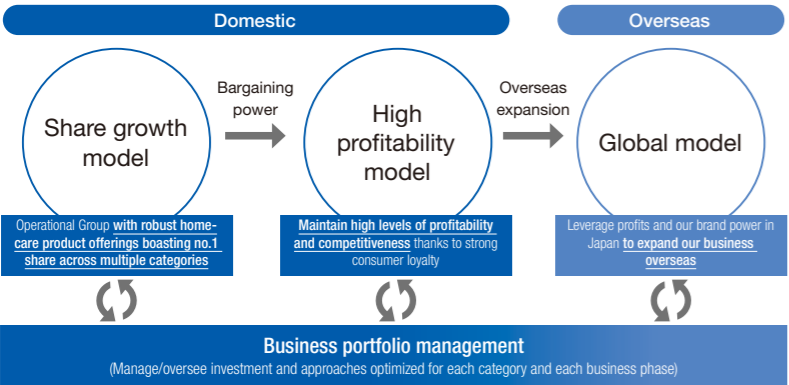 Domestic
Overseas
Share growth
model
Bargaining
power
High
profitability
model
Overseas
expansion
Global model
Operational Group with robust home-
care product offerings boasting no.1
share across multiple categories
Maintain high levels of profitability
and competitiveness thanks to strong
consumer loyalty
Leverage profits and our brand power in
Japan to expand our business
overseas
Business portfolio management
(Manage/oversee investment and approaches optimized for each category and each business phase)